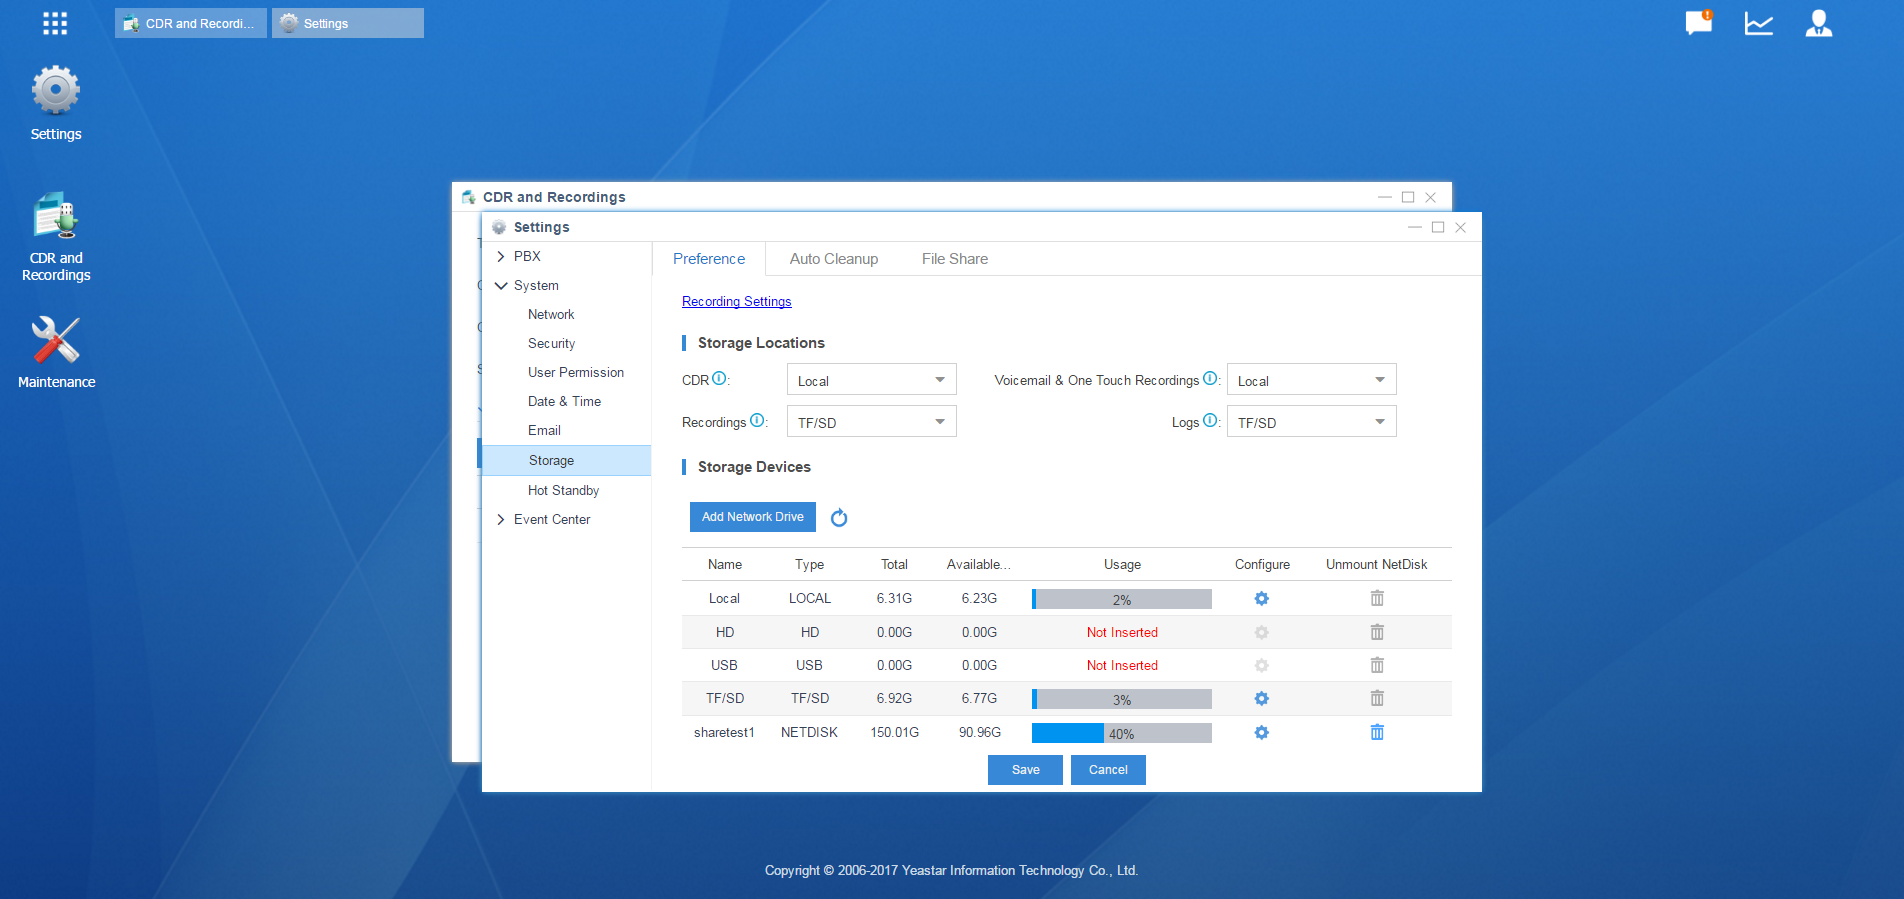 CDR and Recordi...
Settings
Settings
CDR and
Recordings
Maintenance
CDR and Recordings
Settings
PBX
System
Network
Security
User Permission
Date & Time
Email
Storage
Hot Standby
Event Center
Preference Auto Cleanup File Share
Recording Settings
Storage Locations
CDR : Local Voicemail & One Touch Recordings : Local
Recordings : TF/SD Logs : TF/SD
Storage Devices
Add Network Drive
Name Type Total Available... Usage Configure Unmount NetDisk
Local LOCAL 6.31G 6.23G 2%
HD HD 0.00G 0.00G Not Inserted
USB USB 0.00G 0.00G Not Inserted
TF/SD TF/SD 6.92G 6.77G 3%
sharetest1 NETDISK 150.01G 90.96G 40%
Save Cancel
Copyright © 2006-2017 Yeastar Information Technology Co., Ltd.